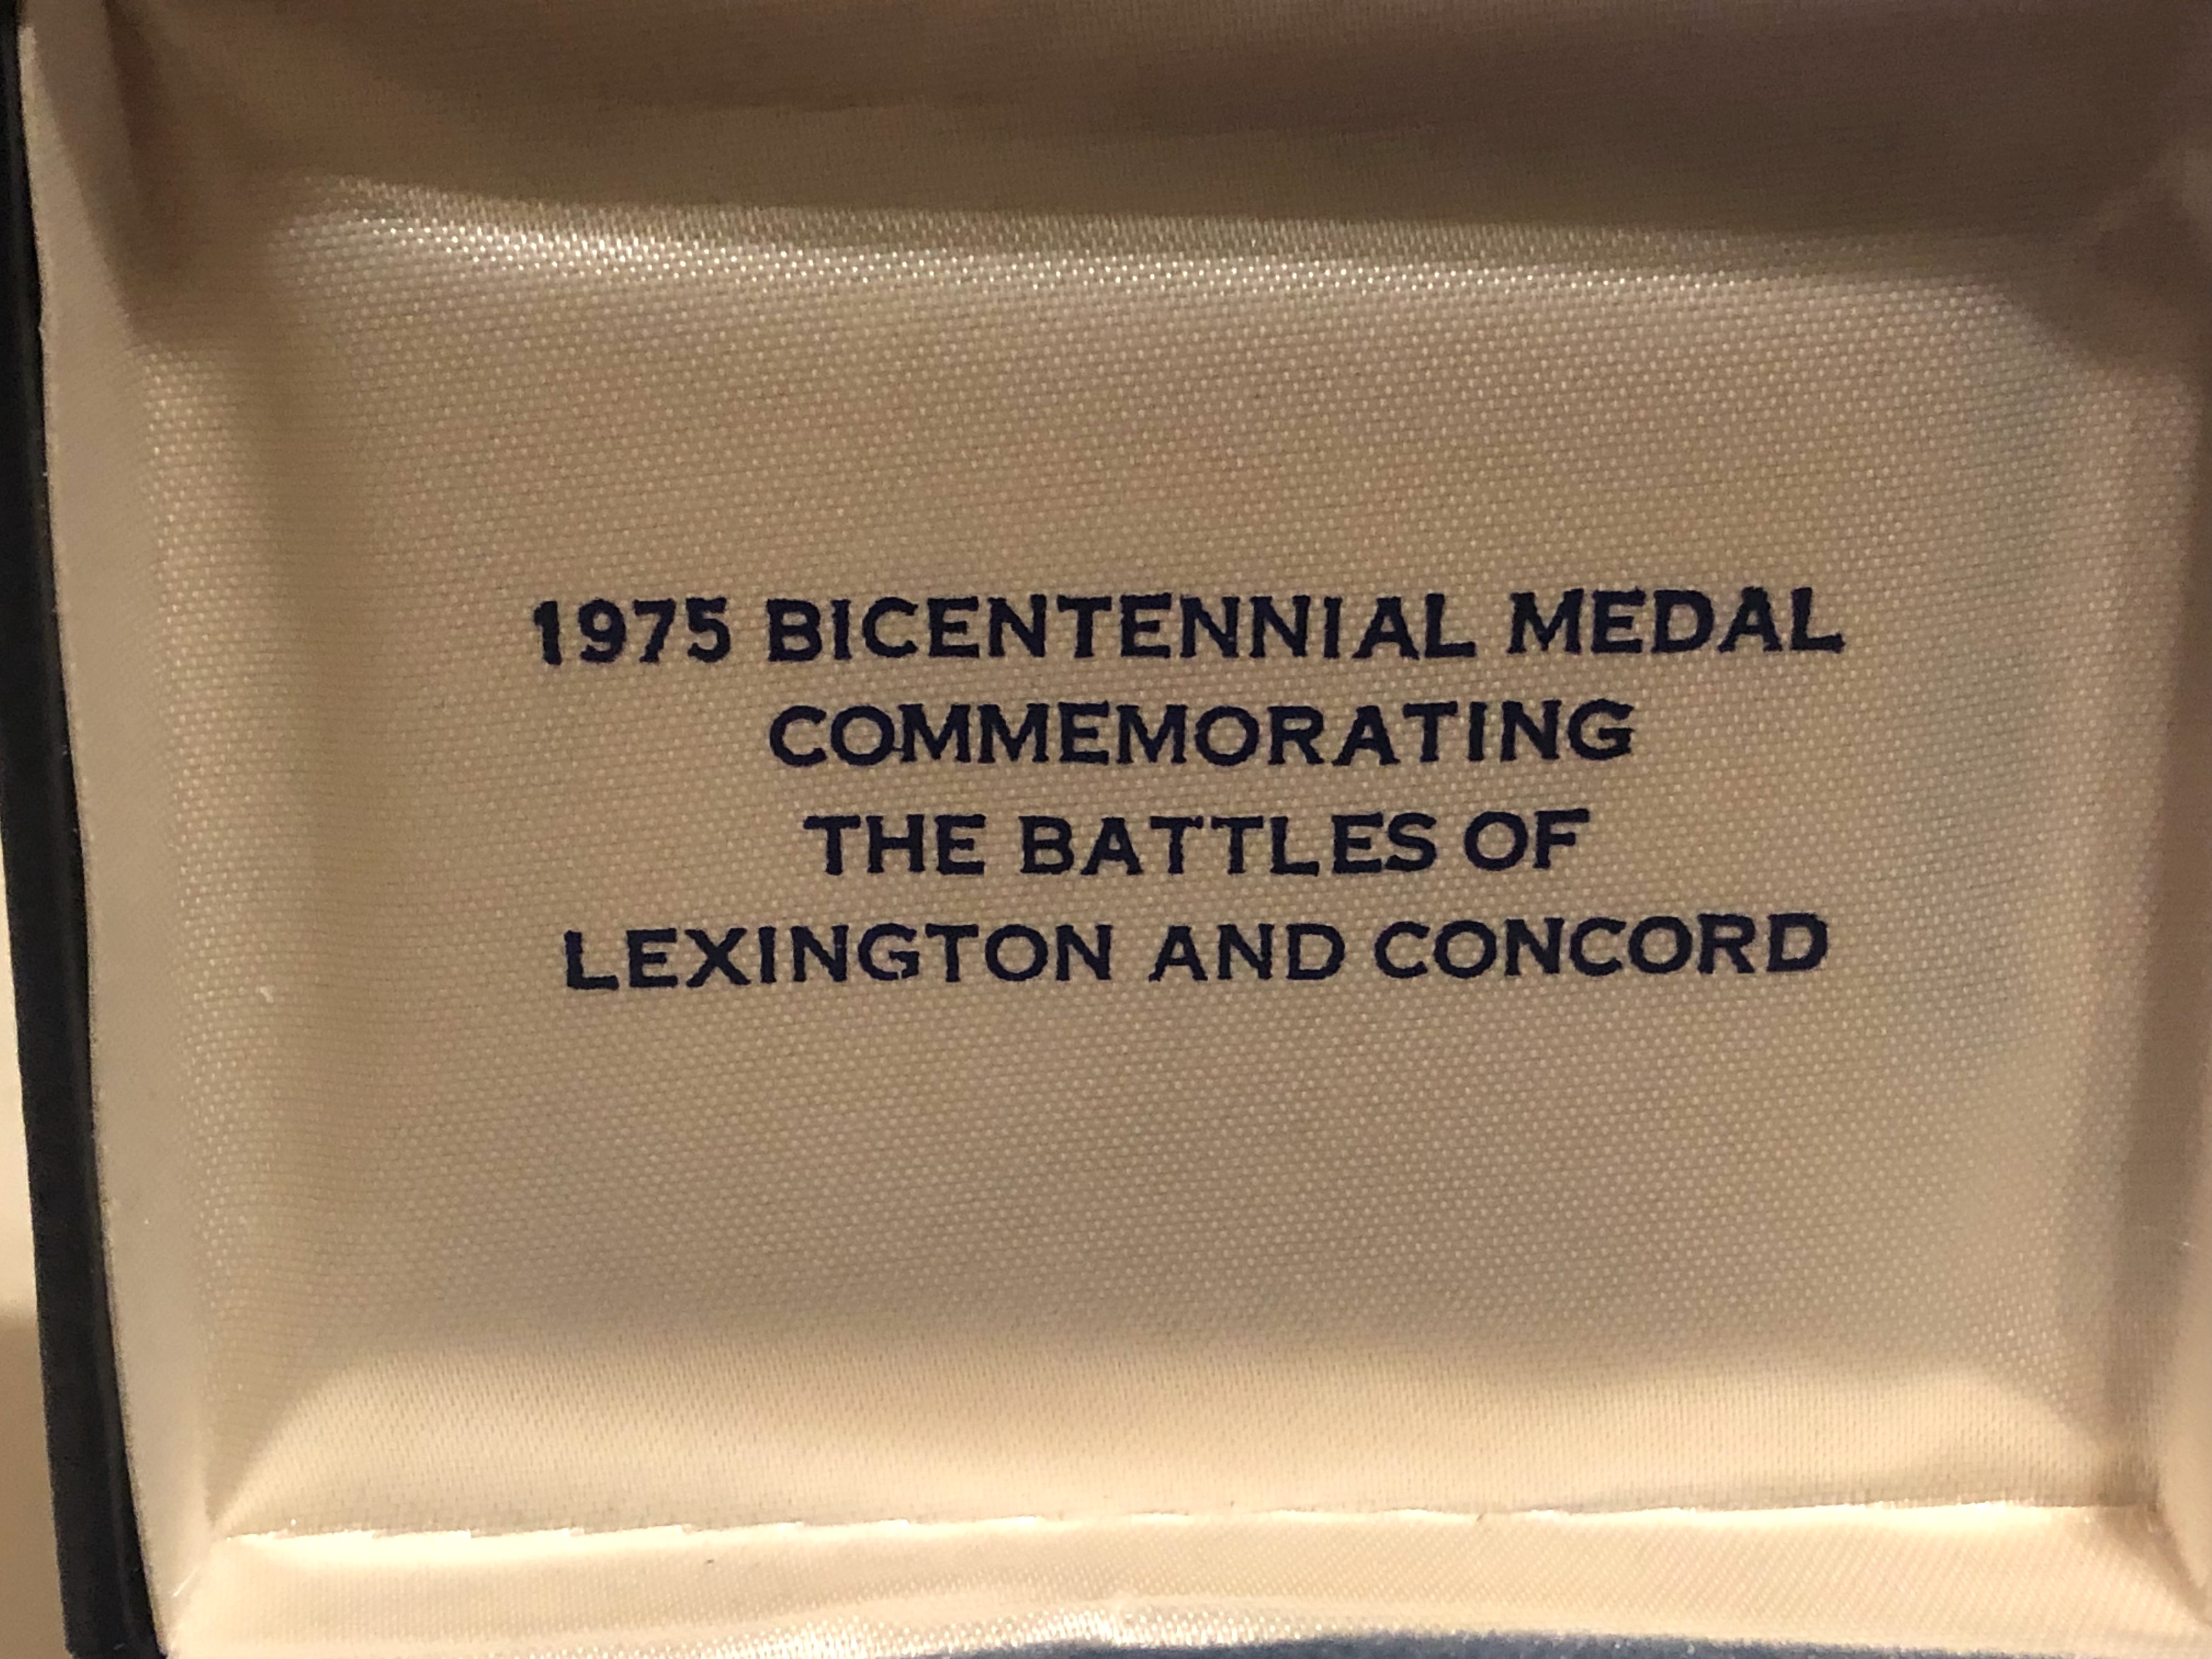 1975 BICENTENNIAL MEDAL
COMMEMORATING
THE BATTLES OF
LEXINGTON AND CONCORD